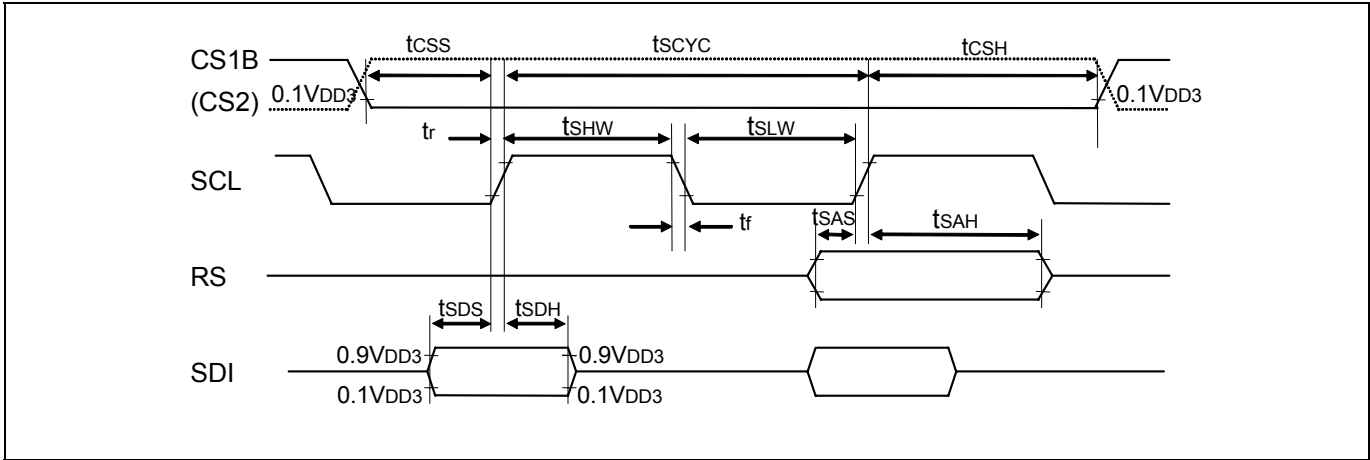 tCSS tSCYC tCSH
CS1B
(CS2) 0.1VDD3 0.1VDD3
tr tSHW tSLW
SCL
tf tSAS tSAH
RS
tSDS tSDH
0.9VDD3 0.9VDD3
SDI
0.1VDD3 0.1VDD3